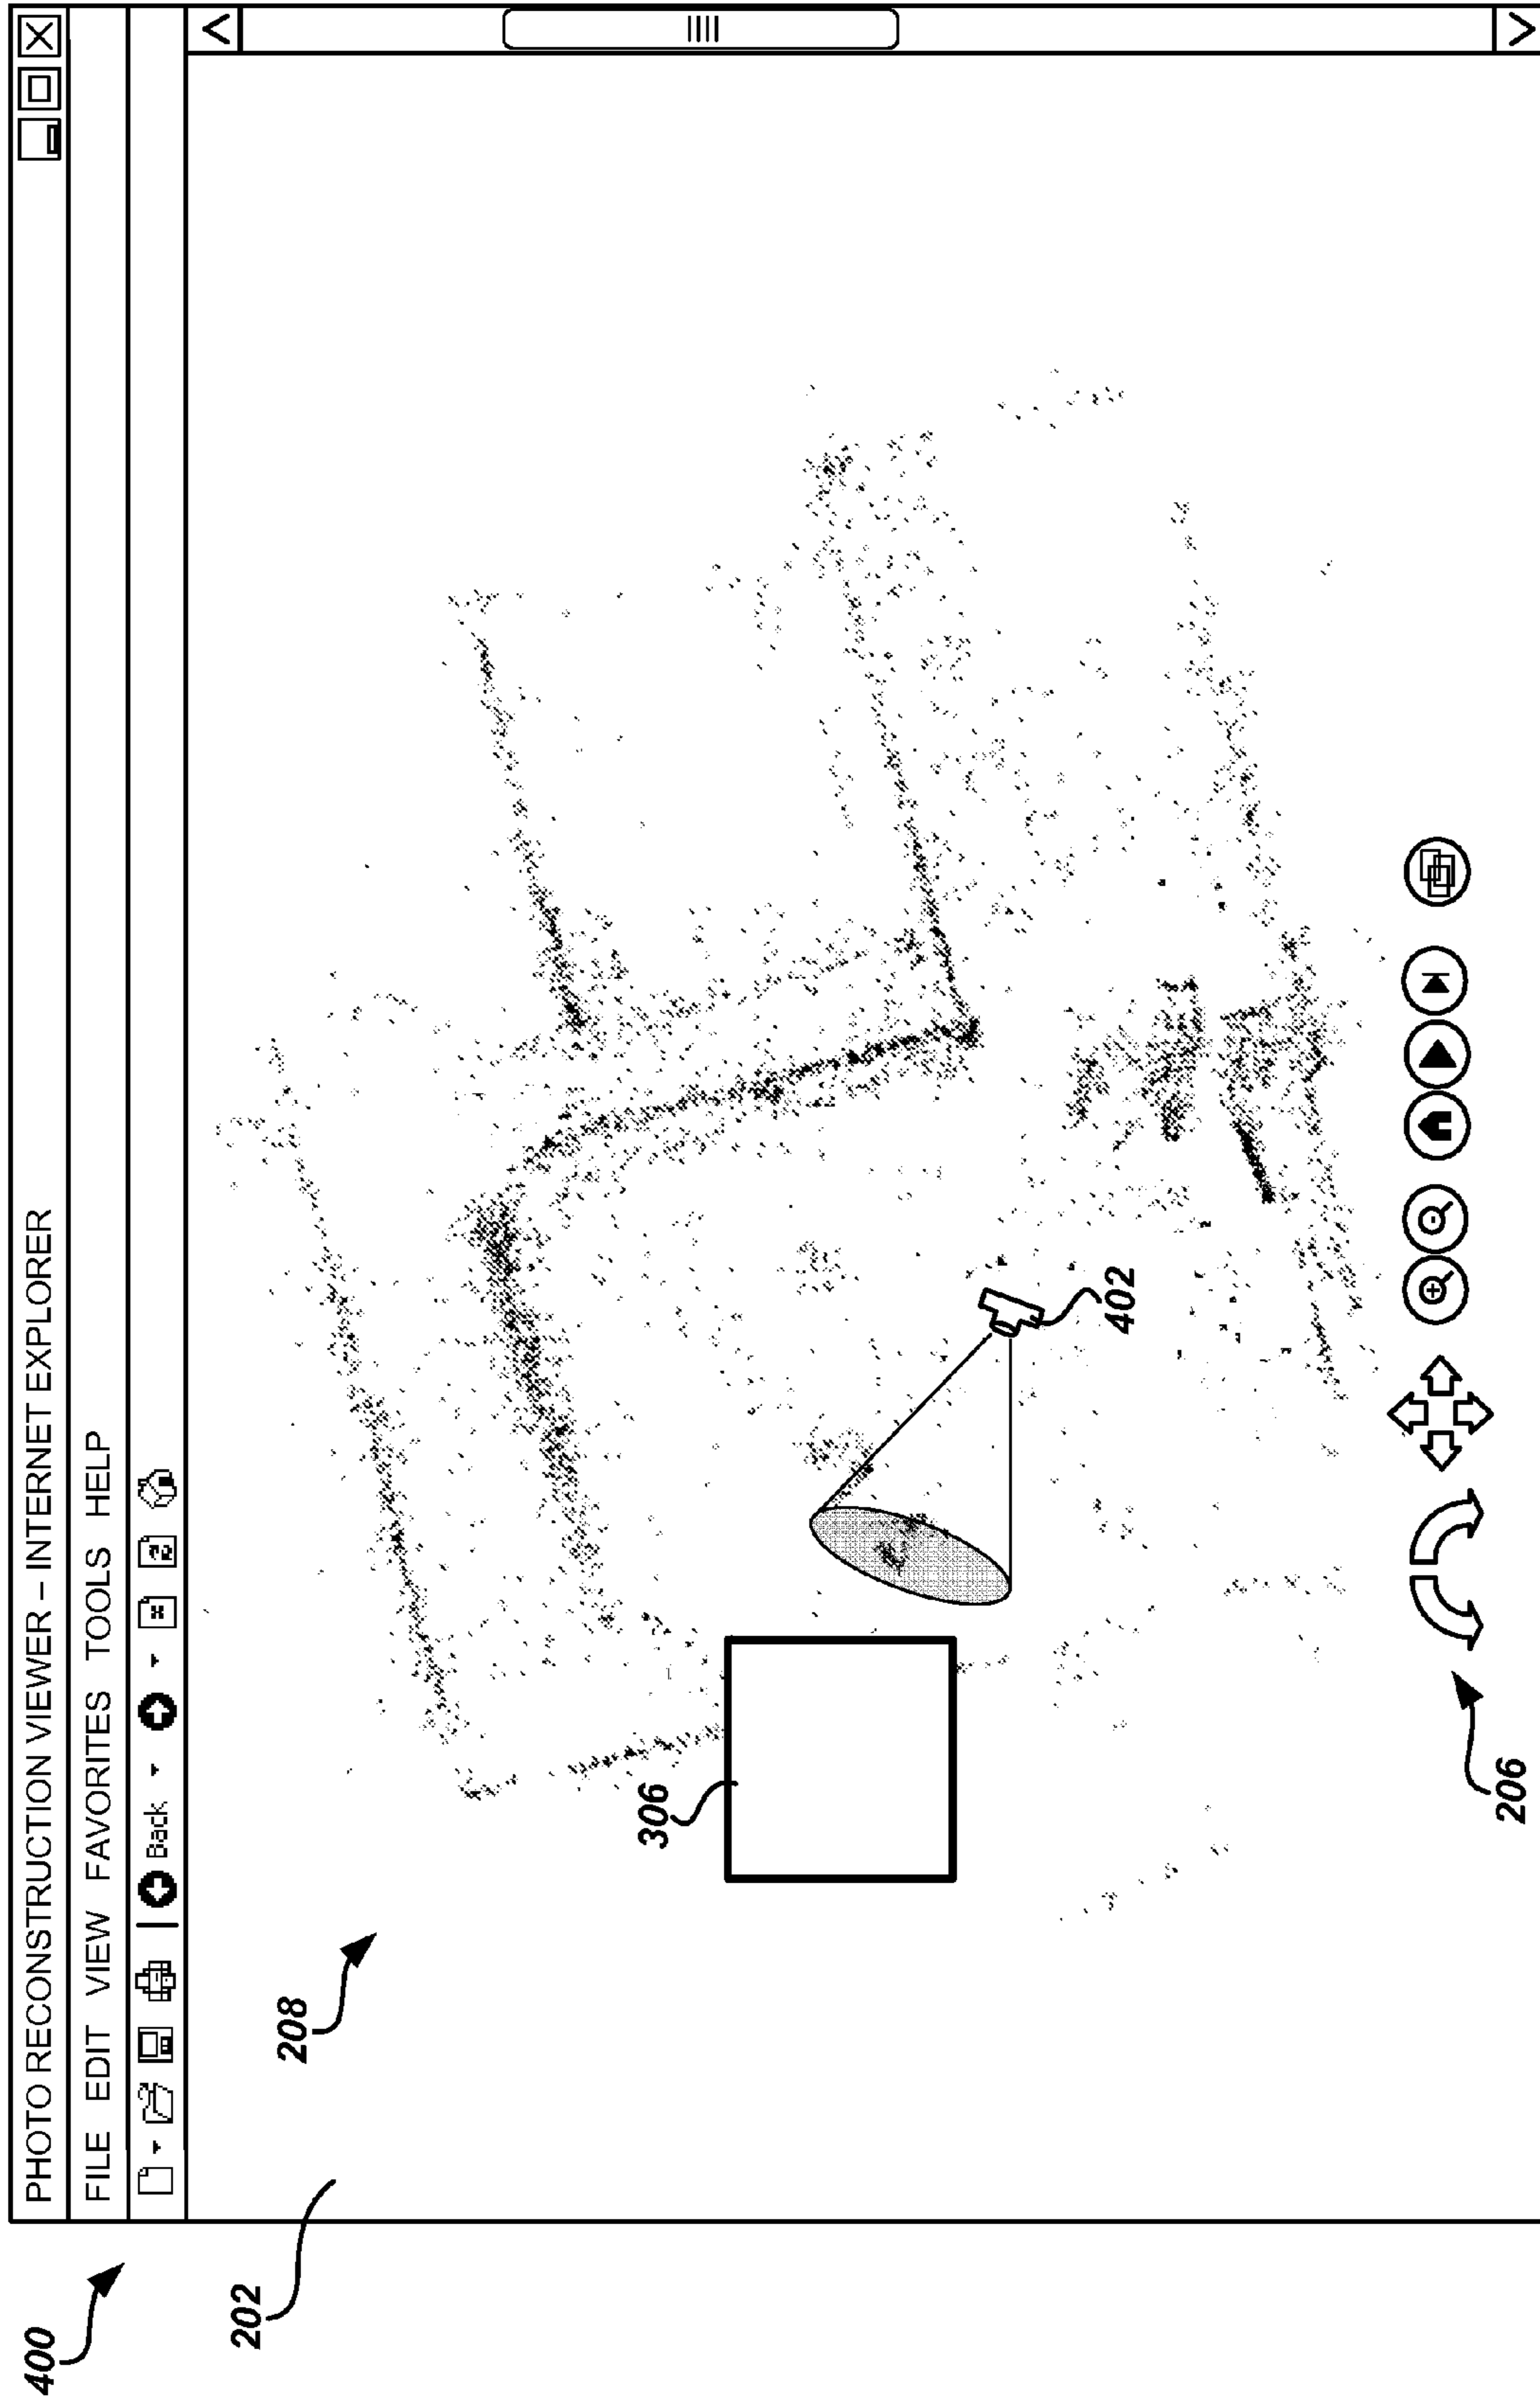 400
PHOTO RECONSTRUCTION VIEWER – INTERNET EXPLORER
FILE EDIT VIEW FAVORITES TOOLS HELP
Back
202
208
306
402
206